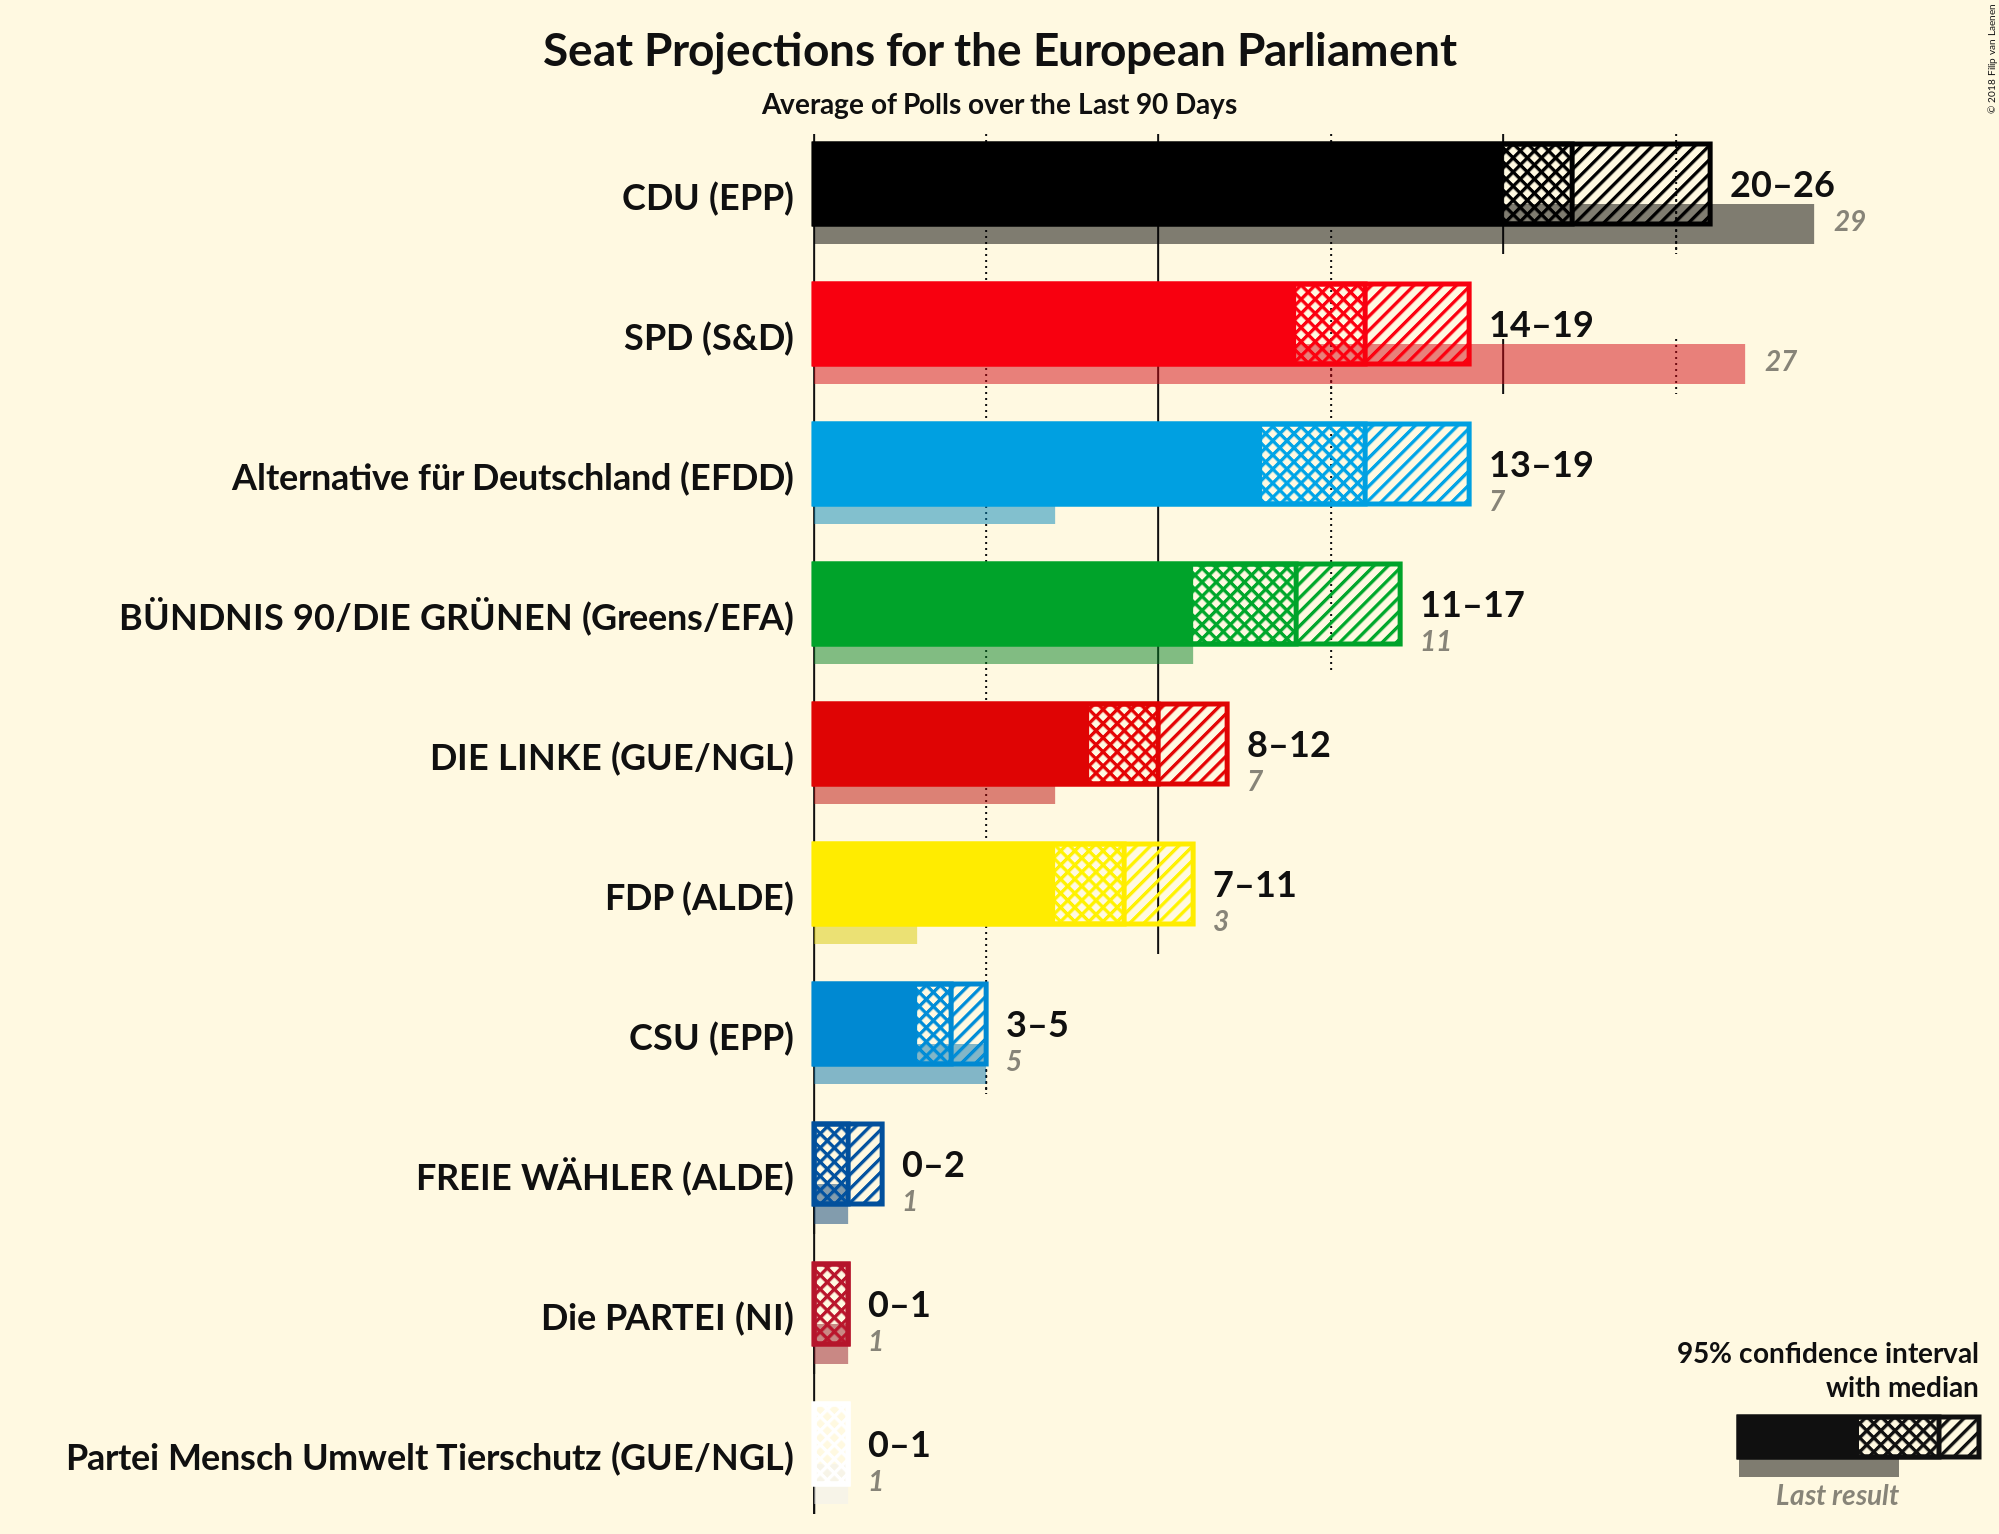 Seat Projections for the European Parliament
Average of Polls over the Last 90 Days
© 2018 Filip van Laenen
CDU (EPP)
20–26
29
SPD (S&D)
14–19
27
Alternative für Deutschland (EFDD)
13–19
7
BÜNDNIS 90/DIE GRÜNEN (Greens/EFA)
11–17
11
DIE LINKE (GUE/NGL)
8–12
7
FDP (ALDE)
7–11
3
CSU (EPP)
3–5
5
FREIE WÄHLER (ALDE)
0–2
1
Die PARTEI (NI)
0–1
1
Partei Mensch Umwelt Tierschutz (GUE/NGL)
0–1
1
95% confidence interval
with median
Last result